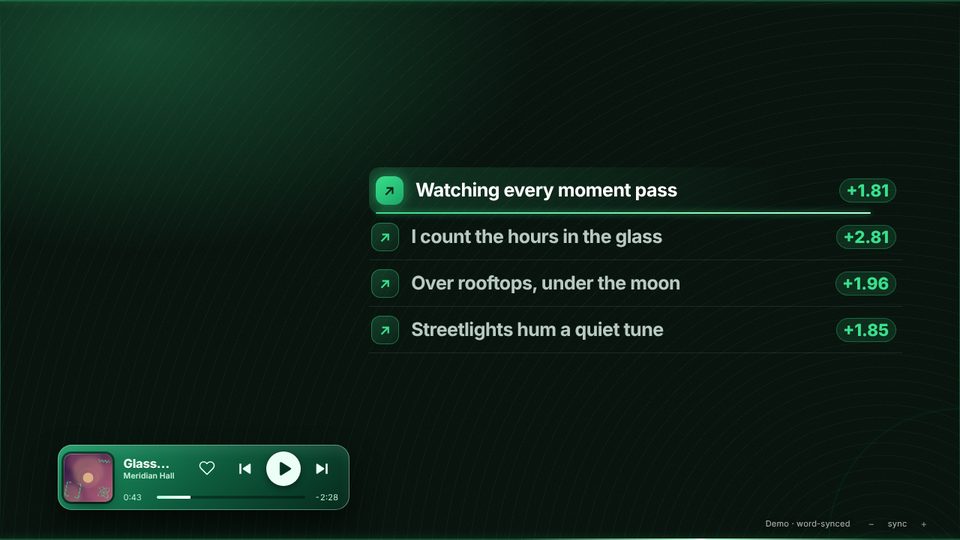 Watching every moment pass +1.81
I count the hours in the glass +2.81
Over rooftops, under the moon +1.96
Streetlights hum a quiet tune +1.85
Glass...
Meridian Hall
0:43 -2:28
Demo · word-synced − sync +